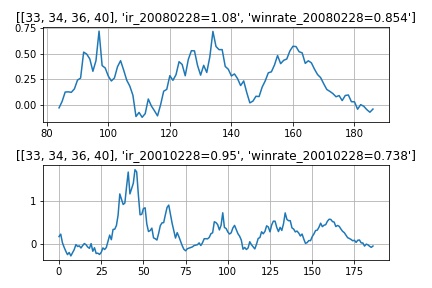 [[33, 34, 36, 40], 'ir_20080228=1.08', 'winrate_20080228=0.854']
0.75
0.50
0.25
0.00
80 100 120 140 160 180
[[33, 34, 36, 40], 'ir_20010228=0.95', 'winrate_20010228=0.738']
1
0
0 25 50 75 100 125 150 175